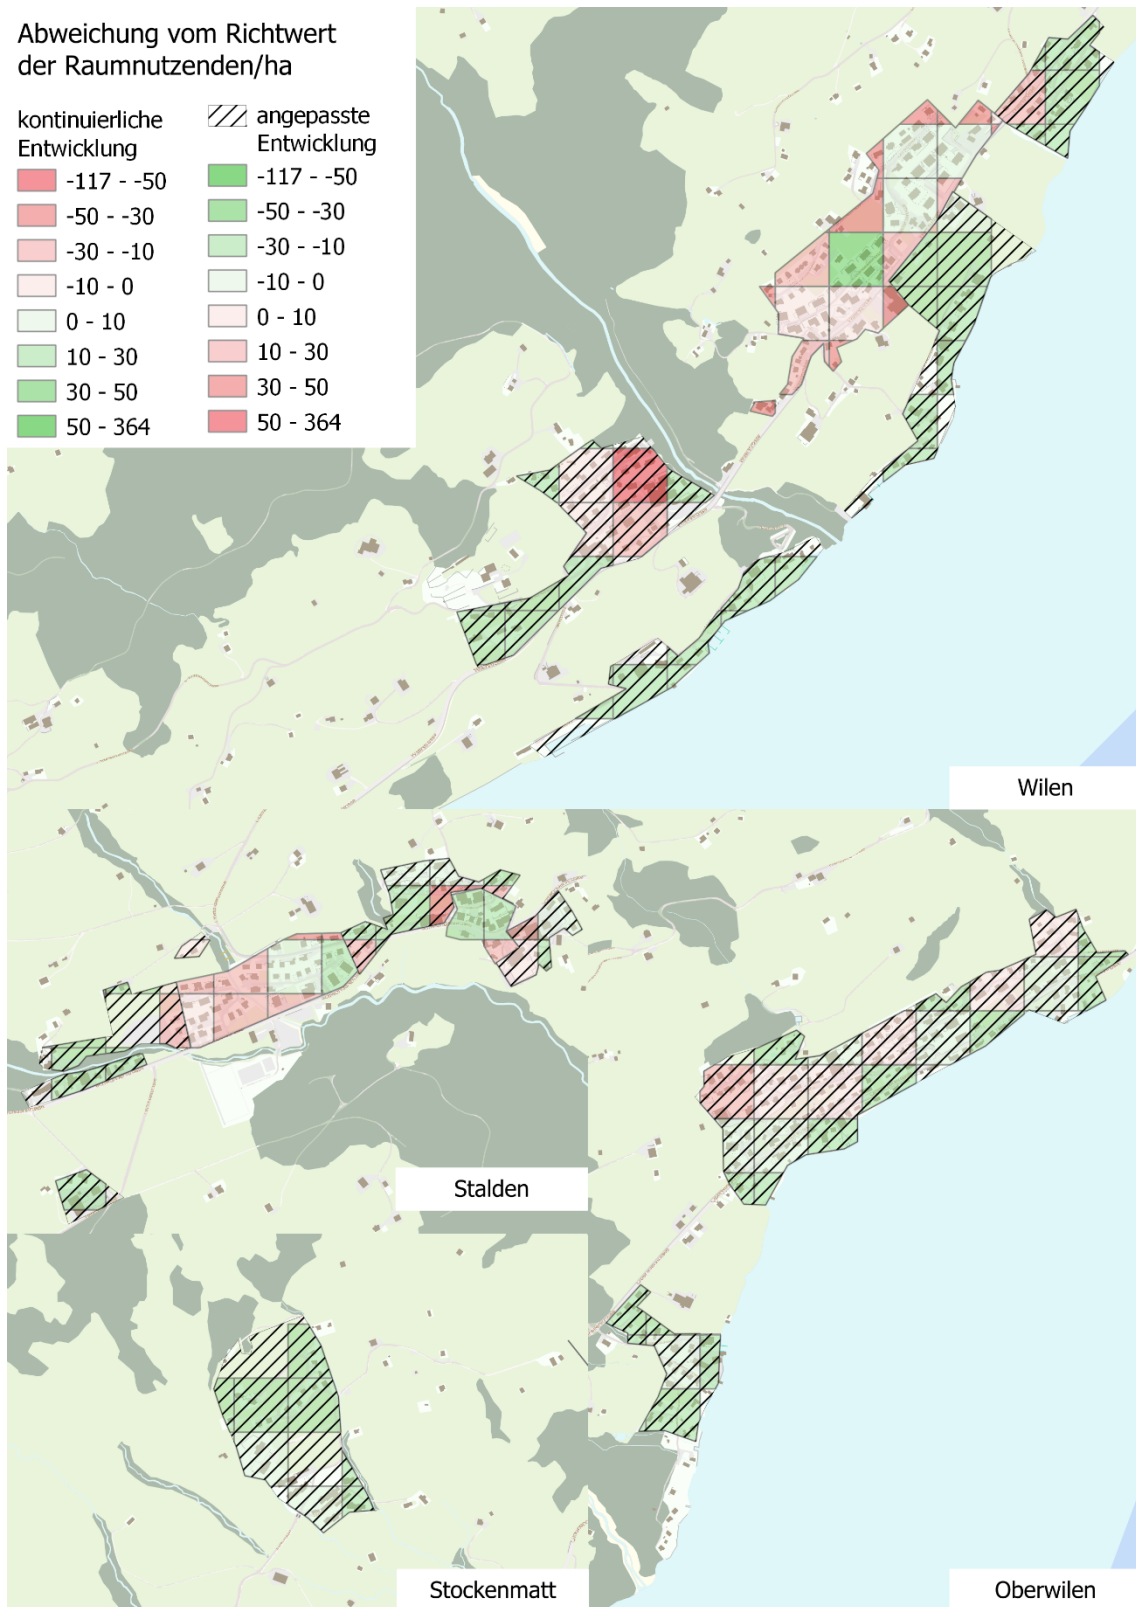 Abweichung vom Richtwert
der Raumnutzenden/ha
kontinuierliche
Entwicklung
-117 - -50
-50 - -30
-30 - -10
-10 - 0
0 - 10
10 - 30
30 - 50
50 - 364
angepasste
Entwicklung
-117 - -50
-50 - -30
-30 - -10
-10 - 0
0 - 10
10 - 30
30 - 50
50 - 364
Wilen
Stalden
Stockenmatt
Oberwilen